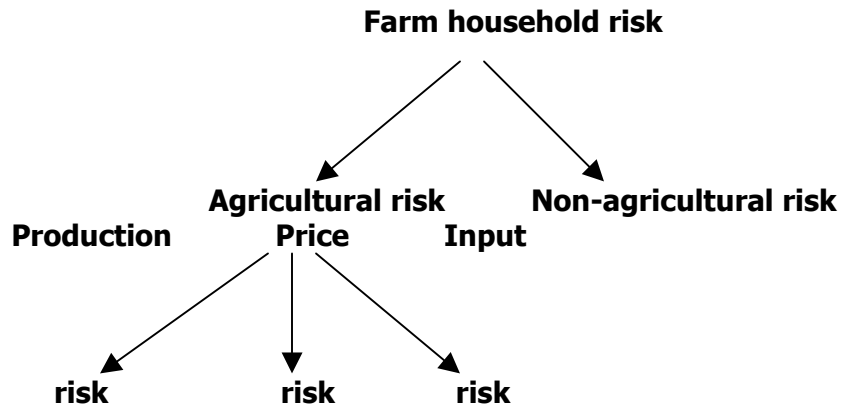 Farm household risk
Agricultural risk Non-agricultural risk
Production Price Input
risk risk risk